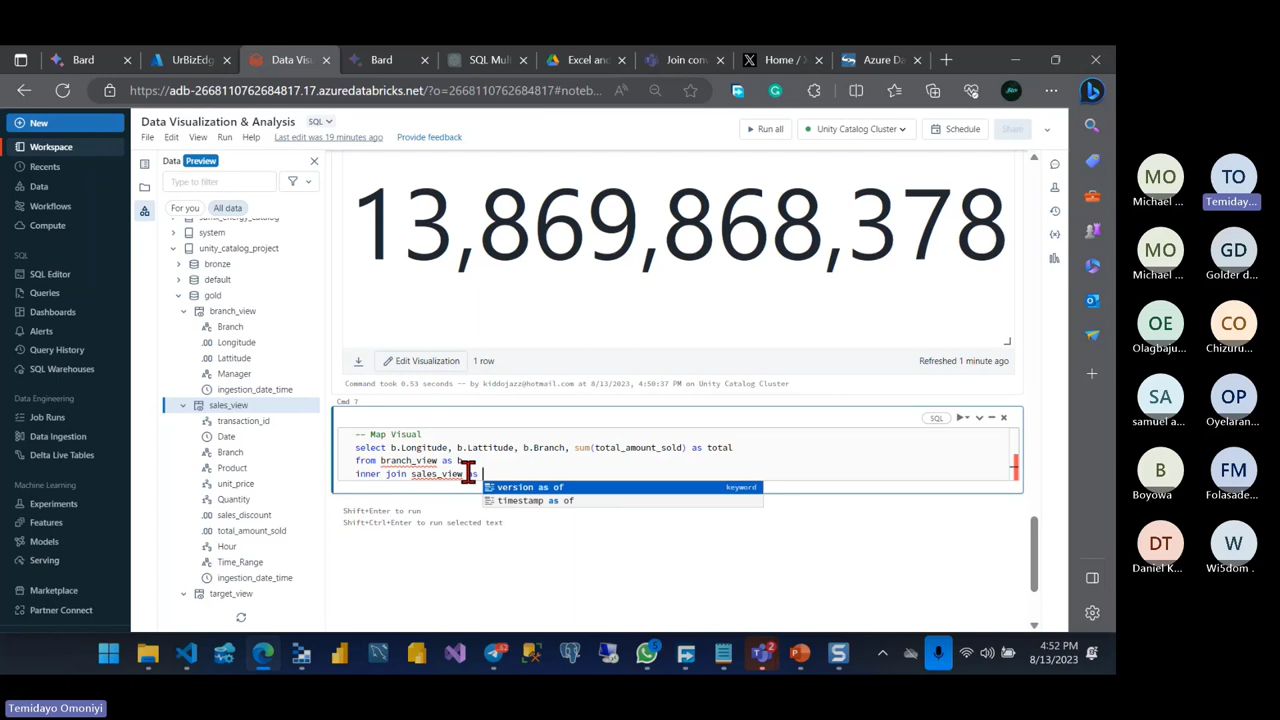 Bard
UrBizEdg
Data Vis
Bard
SQL Mult
Excel and
Join conv
Home / X
Azure Da
https://adb-2668110762684817.17.azuredatabricks.net/?o=2668110762684817#noteb...
New
Workspace
Recents
Data
Workflows
Compute
SQL
SQL Editor
Queries
Dashboards
Alerts
Query History
SQL Warehouses
Data Engineering
Job Runs
Data Ingestion
Delta Live Tables
Machine Learning
Experiments
Features
Models
Serving
Marketplace
Partner Connect
Data Visualization & Analysis
SQL
File Edit View Run Help Last edit was 19 minutes ago Provide feedback
Run all
Unity Catalog Cluster
Schedule
Share
Data Preview
Type to filter
For you All data
system
unity_catalog_project
bronze
default
gold
branch_view
Branch
Longitude
Lattitude
Manager
ingestion_date_time
sales_view
transaction_id
Date
Branch
Product
unit_price
Quantity
sales_discount
total_amount_sold
Hour
Time_Range
ingestion_date_time
target_view
13,869,868,378
Edit Visualization
1 row
Refreshed 1 minute ago
Command took 0.53 seconds -- by kiddojazz@hotmail.com at 8/13/2023, 4:50:37 PM on Unity Catalog Cluster
Cmd 7
SQL
-- Map Visual
select b.Longitude, b.Lattitude, b.Branch, sum(total_amount_sold) as total
from branch_view as b
inner join sales_view as
version as of keyword
timestamp as of
Shift+Enter to run
Shift+Ctrl+Enter to run selected text
MO
Michael ...
TO
Temiday...
MO
Michael ...
GD
Golder d...
OE
Olagbaju...
CO
Chizuru...
sa
samuel a...
OP
Oyelaran...
B
Boyowa
FM
Folasade...
DT
Daniel K...
W
Wi5dom .
5
2
4:52 PM
8/13/2023
Temidayo Omoniyi